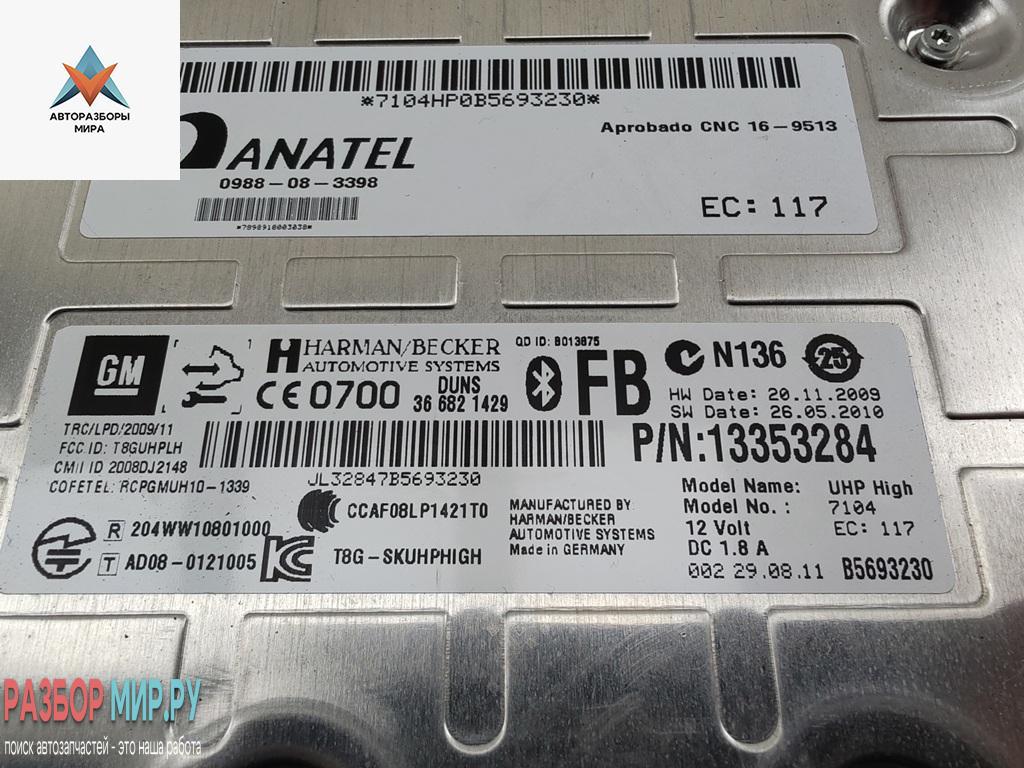 АВТОРАЗБОРЫ
МИРА
*7104HP0B5693230*
Aprobado CNC 16-9513
ANATEL
0988-08-3398
*7898918003038*
EC: 117
GM
HARMAN/BECKER
AUTOMOTIVE SYSTEMS
CE 0700
DUNS
36 682 1429
QD ID: B013875
FB
N136
25
HW Date: 20.11.2009
SW Date: 26.05.2010
P/N:13353284
TRC/LPD/2009/11
FCC ID: T8GUHPLH
CMII ID 2008DJ2148
COFETEL: RCPGMUH10-1339
JL32847B5693230
R 204WW10801000
T AD08-0121005
CCAF08LP1421T0
KC
T8G-SKUHPHIGH
MANUFACTURED BY:
HARMAN/BECKER
AUTOMOTIVE SYSTEMS
Made in GERMANY
Model Name: UHP High
Model No.: 7104
12 Volt EC: 117
DC 1.8 A
002 29.08.11 B5693230
РАЗБОР МИР.РУ
поиск автозапчастей - это наша работа